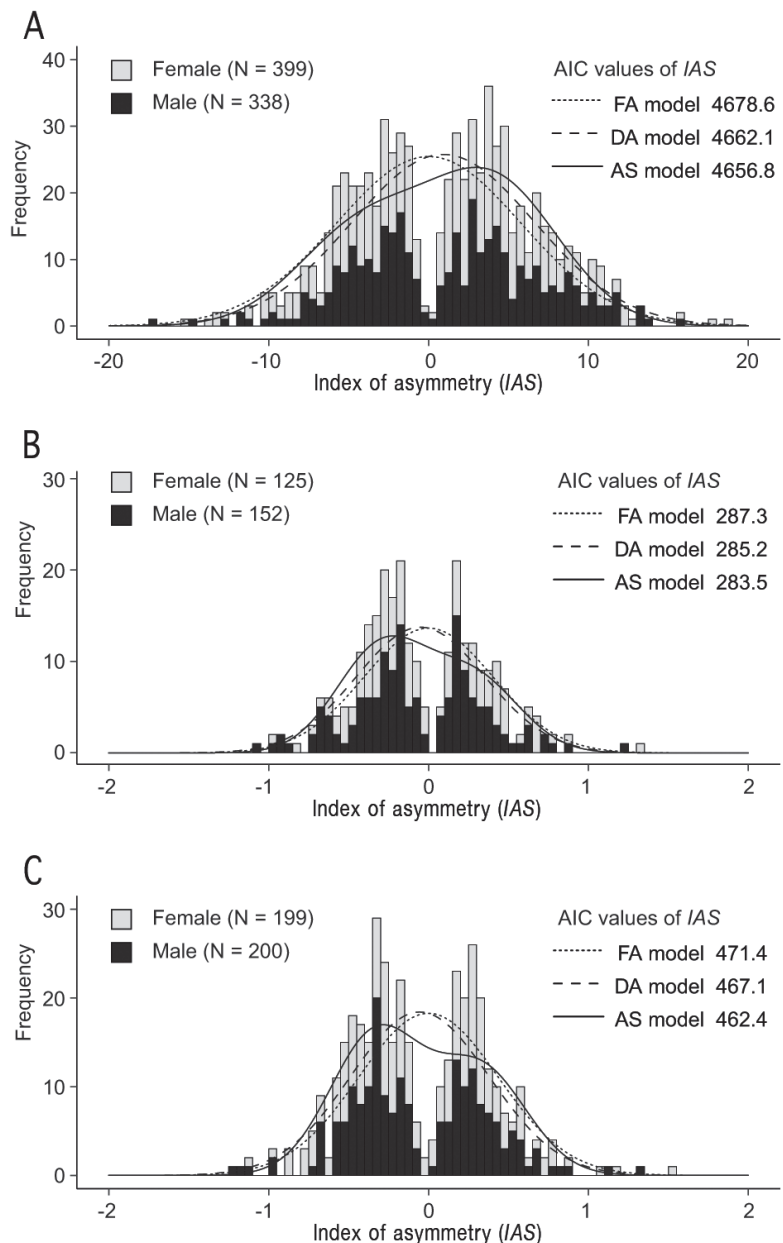 A
Female (N = 399)
Male (N = 338)
AIC values of IAS
FA model 4678.6
DA model 4662.1
AS model 4656.8
Frequency
40
30
20
10
0
-20 -10 0 10 20
Index of asymmetry (IAS)
B
Female (N = 125)
Male (N = 152)
AIC values of IAS
FA model 287.3
DA model 285.2
AS model 283.5
Frequency
30
20
10
0
-2 -1 0 1 2
Index of asymmetry (IAS)
C
Female (N = 199)
Male (N = 200)
AIC values of IAS
FA model 471.4
DA model 467.1
AS model 462.4
Frequency
30
20
10
0
-2 -1 0 1 2
Index of asymmetry (IAS)